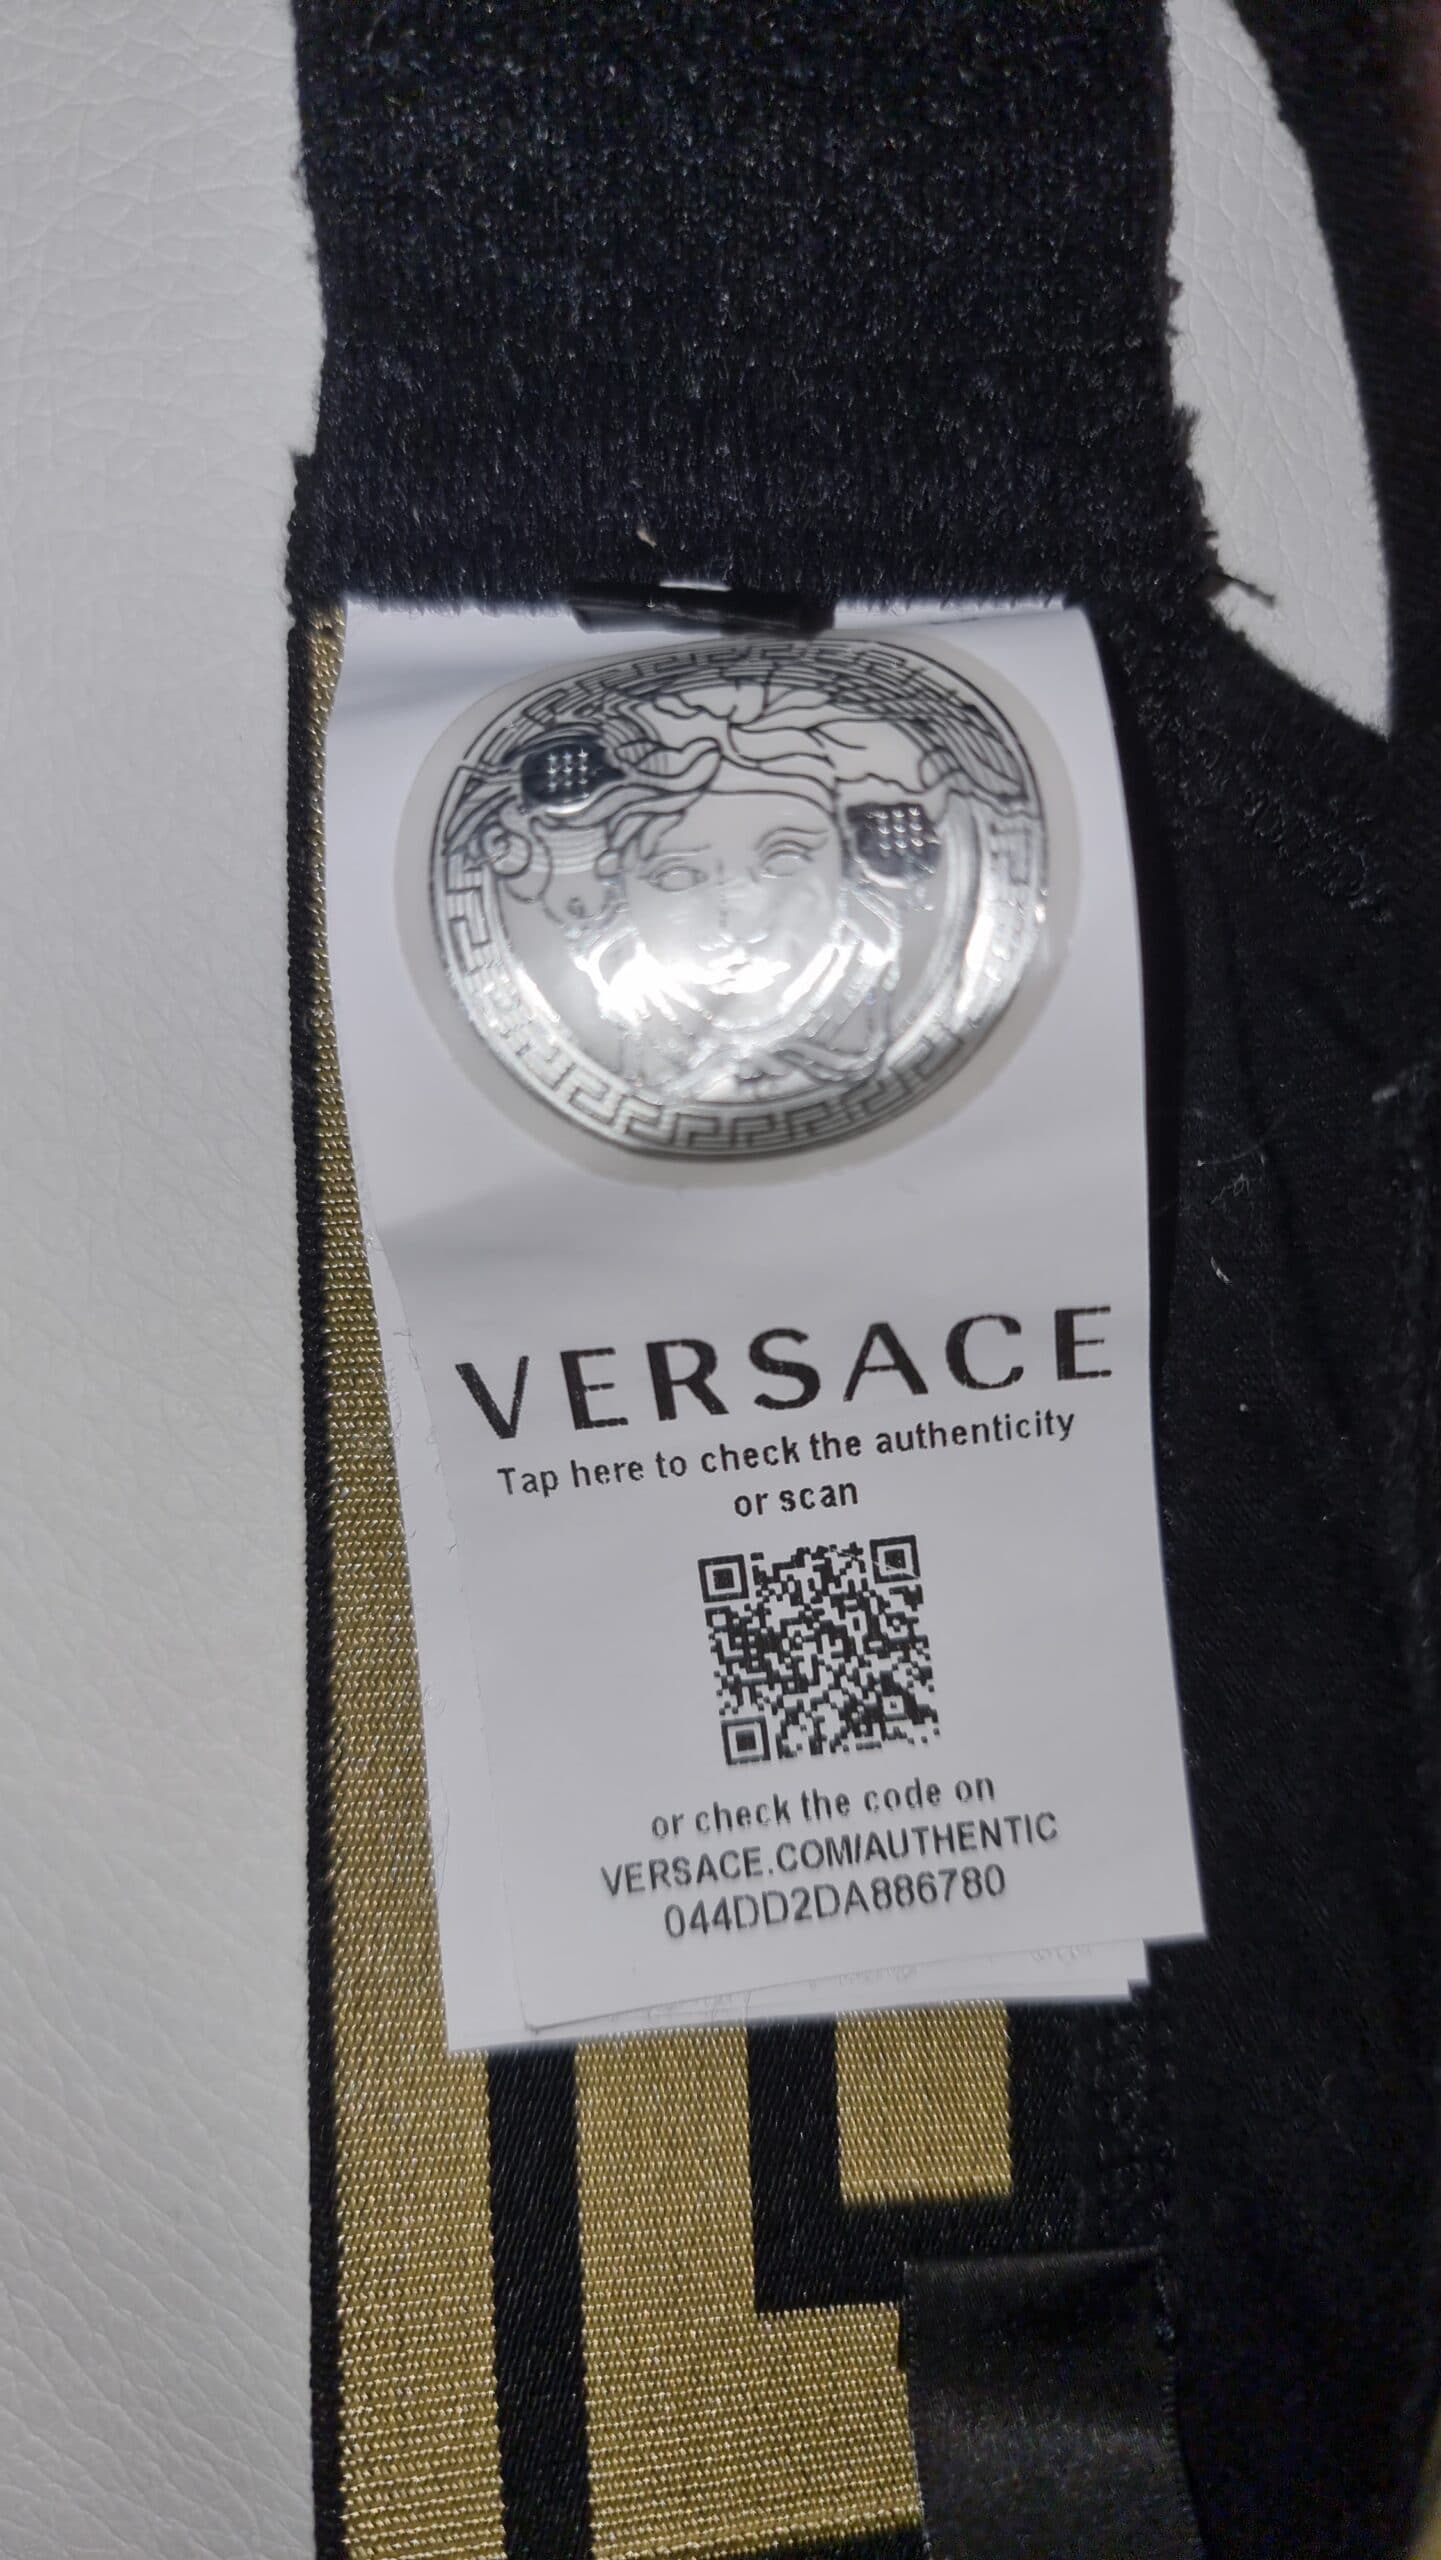 VERSACE
Tap here to check the authenticity
or scan
or check the code on
VERSACE.COM/AUTHENTIC
044DD2DA886780